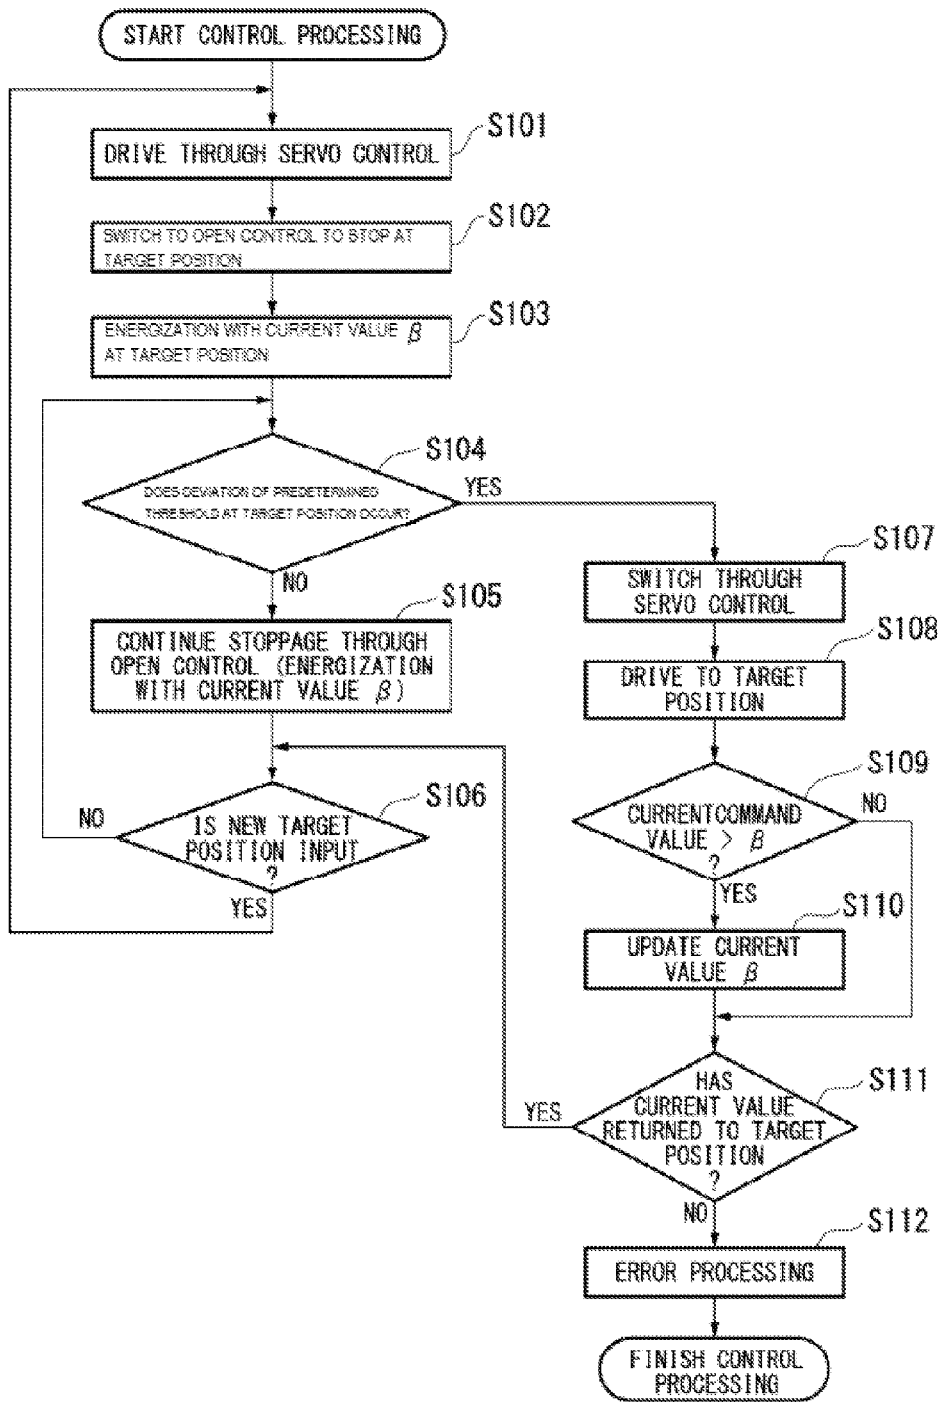 START CONTROL PROCESSING
S101
DRIVE THROUGH SERVO CONTROL
S102
SWITCH TO OPEN CONTROL TO STOP AT
TARGET POSITION
S103
ENERGIZATION WITH CURRENT VALUE β
AT TARGET POSITION
S104
DOES DEVIATION OF PREDETERMINED
THRESHOLD AT TARGET POSITION OCCUR?
YES
NO
S105
CONTINUE STOPPAGE THROUGH
OPEN CONTROL (ENERGIZATION
WITH CURRENT VALUE β)
S106
IS NEW TARGET
POSITION INPUT
?
NO
YES
S107
SWITCH THROUGH
SERVO CONTROL
S108
DRIVE TO TARGET
POSITION
S109
CURRENT COMMAND
VALUE > β
?
NO
YES
S110
UPDATE CURRENT
VALUE β
S111
HAS
CURRENT VALUE
RETURNED TO TARGET
POSITION
?
YES
NO
S112
ERROR PROCESSING
FINISH CONTROL
PROCESSING